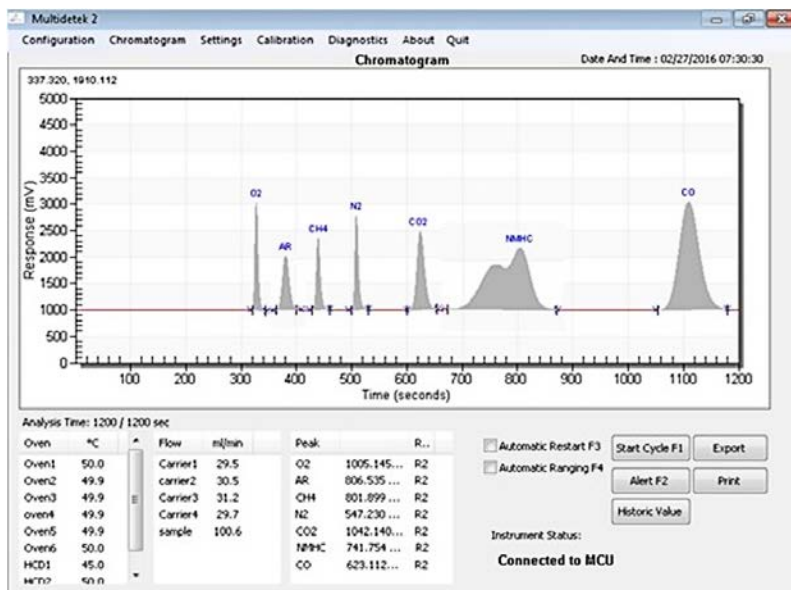 Multidetek 2
Configuration Chromatogram Settings Calibration Diagnostics About Quit
Chromatogram Date And Time : 02/27/2016 07:30:30
337.320, 1910.112
5000
4500
4000
3500
3000
2500
2000
1500
1000
500
0
Response (mV)
O2
AR
CH4
N2
CO2
NMHC
CO
100 200 300 400 500 600 700 800 900 1000 1100 1200
Time (seconds)
Analysis Time: 1200 / 1200 sec
Oven °C
Oven1 50.0
Oven2 49.9
Oven3 49.9
oven4 49.9
Oven5 49.9
Oven6 50.0
HCD1 45.0
HCD2 50.0
Flow ml/min
Carrier1 29.5
carrier2 30.5
Carrier3 31.2
Carrier4 29.7
sample 100.6
Peak R..
O2 1005.145... R2
AR 806.535 ... R2
CH4 801.899 ... R2
N2 547.230 ... R2
CO2 1042.140... R2
NMHC 741.754 ... R2
CO 623.112... R2
Automatic Restart F3
Automatic Ranging F4
Start Cycle F1 Export
Alert F2 Print
Historic Value
Instrument Status:
Connected to MCU